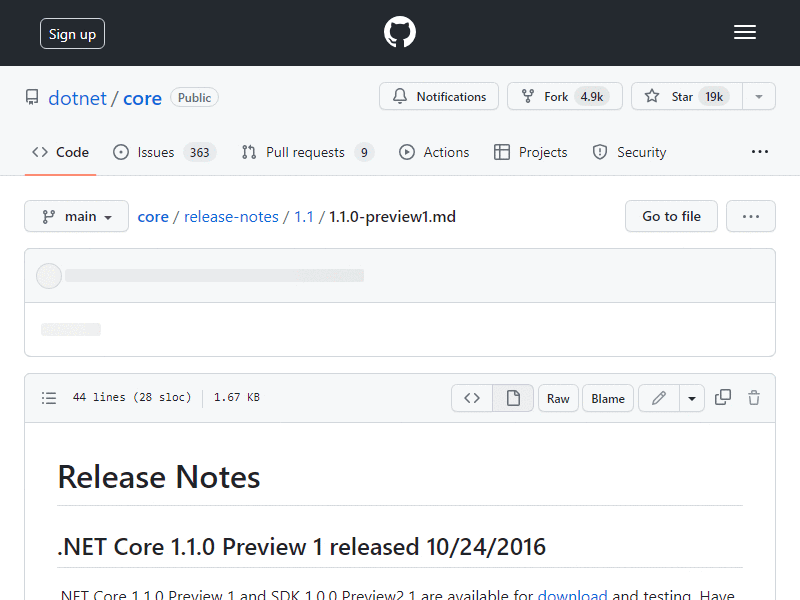 Sign up
dotnet / core Public
Notifications Fork 4.9k Star 19k
Code Issues 363 Pull requests 9 Actions Projects Security
main core / release-notes / 1.1 / 1.1.0-preview1.md Go to file
44 lines (28 sloc) 1.67 KB Raw Blame
Release Notes
.NET Core 1.1.0 Preview 1 released 10/24/2016
.NET Core 1.1.0 Preview 1 and SDK 1.0.0 Preview2.1 are available for download and testing. Have